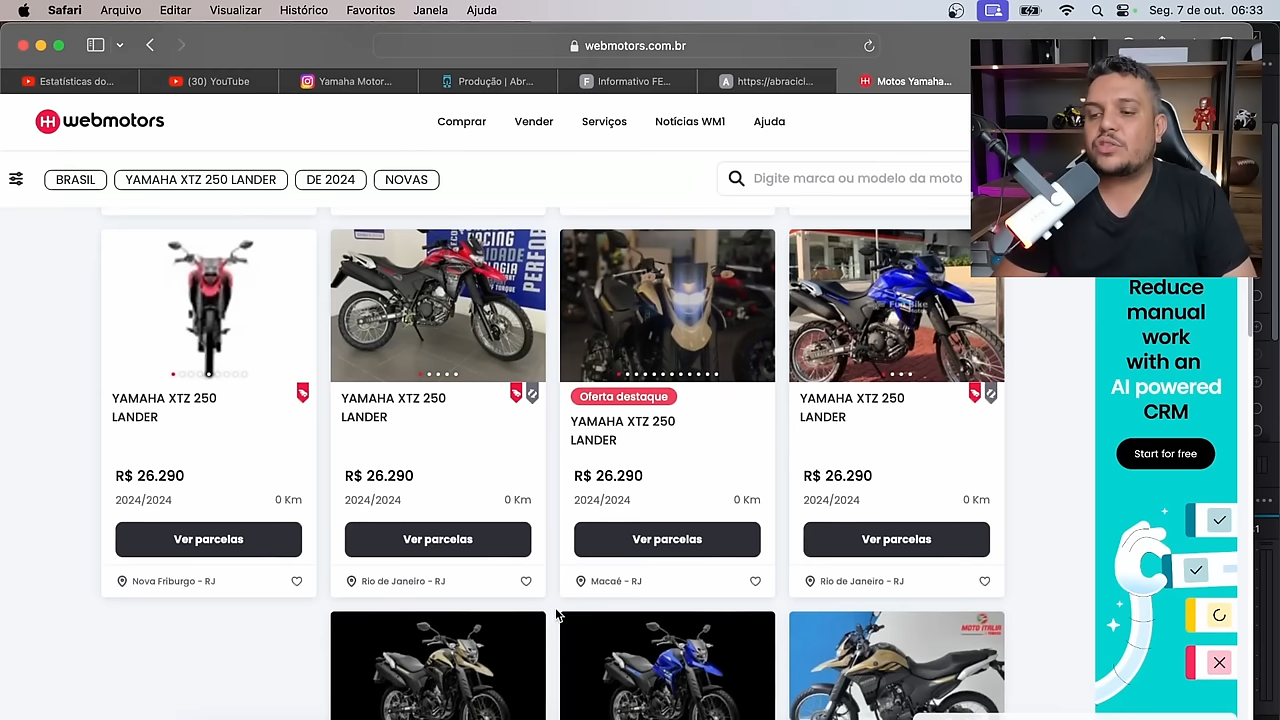 Safari Arquivo Editar Visualizar Histórico Favoritos Janela Ajuda Seg. 7 de out. 06:33
webmotors.com.br
Estatísticas do... (30) YouTube Yamaha Motor... Produção | Abr... Informativo FE... https://abracicl... Motos Yamaha...
webmotors Comprar Vender Serviços Notícias WM1 Ajuda
BRASIL YAMAHA XTZ 250 LANDER DE 2024 NOVAS Digite marca ou modelo da moto
YAMAHA XTZ 250
LANDER
R$ 26.290
2024/2024 0 Km
Ver parcelas
Nova Friburgo - RJ
YAMAHA XTZ 250
LANDER
R$ 26.290
2024/2024 0 Km
Ver parcelas
Rio de Janeiro - RJ
Oferta destaque
YAMAHA XTZ 250
LANDER
R$ 26.290
2024/2024 0 Km
Ver parcelas
Macaé - RJ
Fun Bike
YAMAHA XTZ 250
LANDER
R$ 26.290
2024/2024 0 Km
Ver parcelas
Rio de Janeiro - RJ
MOTO ITALIA
Reduce
manual
work
with an
AI powered
CRM
Start for free